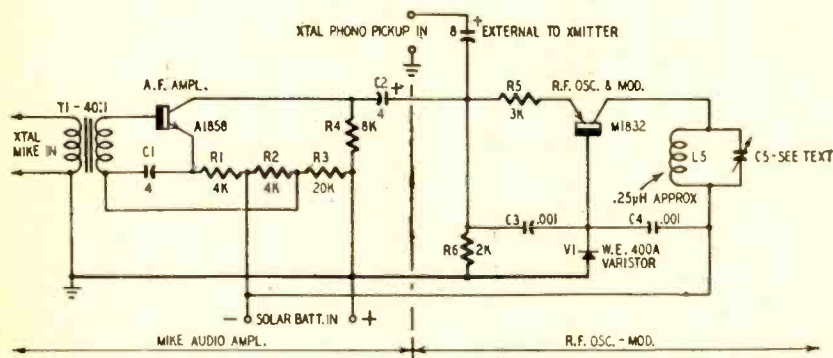 XTAL PHONO PICKUP IN
+
8
EXTERNAL TO XMITTER
A.F. AMPL.
C2
+
4
R5
3K
R.F. OSC. & MOD.
T1-40:1
A1858
R4
8K
M1832
XTAL
MIKE IN
C1
4
R1
4K
R2
4K
R3
20K
L5
C5-SEE TEXT
.25µH APPROX
C3
.001
C4
.001
R6
2K
V1
W.E. 400A
VARISTOR
- SOLAR BATT. IN +
MIKE AUDIO AMPL.
R.F. OSC. - MOD.